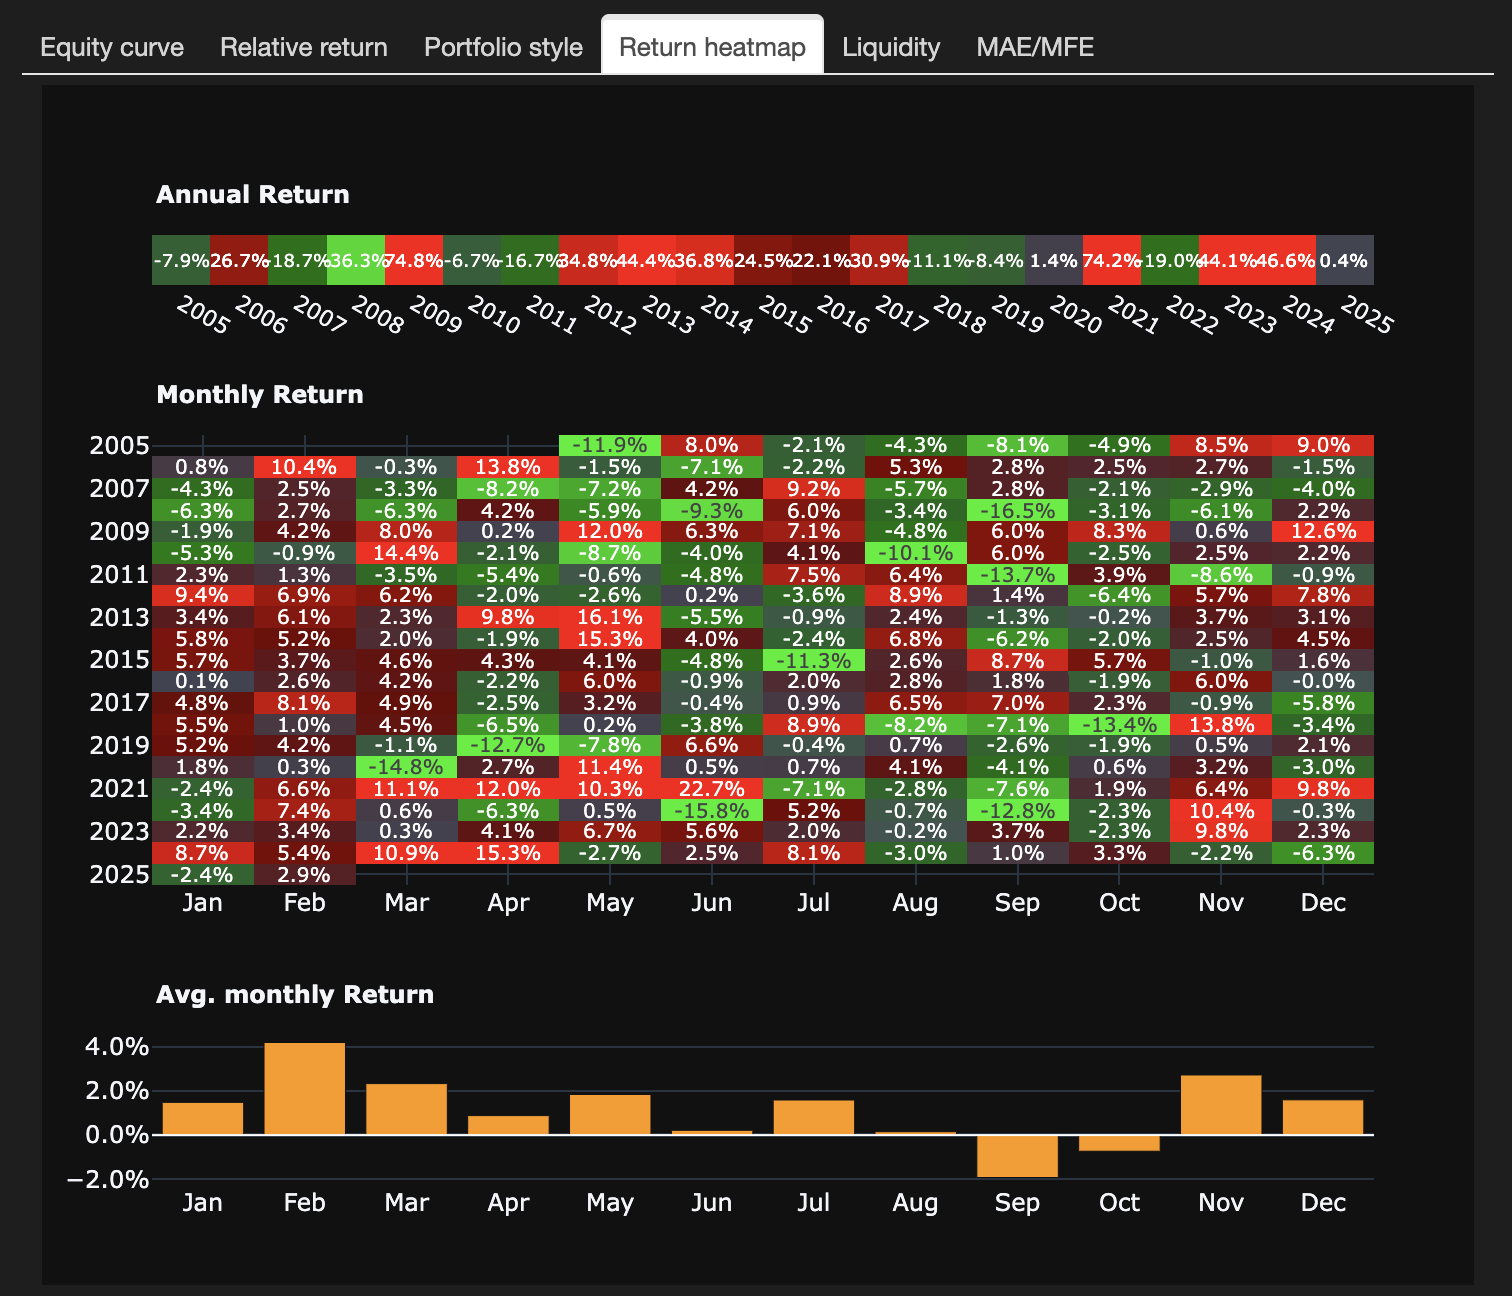 Equity curve Relative return Portfolio style Return heatmap Liquidity MAE/MFE
Annual Return
-7.9% 26.7% -18.7% -36.3% 74.8% -6.7% -16.7% 34.8% 44.4% 36.8% 24.5% 22.1% 30.9% -11.1% -8.4% 1.4% 74.2% -19.0% 44.1% 46.6% 0.4%
2005 2006 2007 2008 2009 2010 2011 2012 2013 2014 2015 2016 2017 2018 2019 2020 2021 2022 2023 2024 2025
Monthly Return
2005 -11.9% 8.0% -2.1% -4.3% -8.1% -4.9% 8.5% 9.0%
0.8% 10.4% -0.3% 13.8% -1.5% -7.1% -2.2% 5.3% 2.8% 2.5% 2.7% -1.5%
2007 -4.3% 2.5% -3.3% -8.2% -7.2% 4.2% 9.2% -5.7% 2.8% -2.1% -2.9% -4.0%
-6.3% 2.7% -6.3% 4.2% -5.9% -9.3% 6.0% -3.4% -16.5% -3.1% -6.1% 2.2%
2009 -1.9% 4.2% 8.0% 0.2% 12.0% 6.3% 7.1% -4.8% 6.0% 8.3% 0.6% 12.6%
-5.3% -0.9% 14.4% -2.1% -8.7% -4.0% 4.1% -10.1% 6.0% -2.5% 2.5% 2.2%
2011 2.3% 1.3% -3.5% -5.4% -0.6% -4.8% 7.5% 6.4% -13.7% 3.9% -8.6% -0.9%
9.4% 6.9% 6.2% -2.0% -2.6% 0.2% -3.6% 8.9% 1.4% -6.4% 5.7% 7.8%
2013 3.4% 6.1% 2.3% 9.8% 16.1% -5.5% -0.9% 2.4% -1.3% -0.2% 3.7% 3.1%
5.8% 5.2% 2.0% -1.9% 15.3% 4.0% -2.4% 6.8% -6.2% -2.0% 2.5% 4.5%
2015 5.7% 3.7% 4.6% 4.3% 4.1% -4.8% -11.3% 2.6% 8.7% 5.7% -1.0% 1.6%
0.1% 2.6% 4.2% -2.2% 6.0% -0.9% 2.0% 2.8% 1.8% -1.9% 6.0% -0.0%
2017 4.8% 8.1% 4.9% -2.5% 3.2% -0.4% 0.9% 6.5% 7.0% 2.3% -0.9% -5.8%
5.5% 1.0% 4.5% -6.5% 0.2% -3.8% 8.9% -8.2% -7.1% -13.4% 13.8% -3.4%
2019 5.2% 4.2% -1.1% -12.7% -7.8% 6.6% -0.4% 0.7% -2.6% -1.9% 0.5% 2.1%
1.8% 0.3% -14.8% 2.7% 11.4% 0.5% 0.7% 4.1% -4.1% 0.6% 3.2% -3.0%
2021 -2.4% 6.6% 11.1% 12.0% 10.3% 22.7% -7.1% -2.8% -7.6% 1.9% 6.4% 9.8%
-3.4% 7.4% 0.6% -6.3% 0.5% -15.8% 5.2% -0.7% -12.8% -2.3% 10.4% -0.3%
2023 2.2% 3.4% 0.3% 4.1% 6.7% 5.6% 2.0% -0.2% 3.7% -2.3% 9.8% 2.3%
8.7% 5.4% 10.9% 15.3% -2.7% 2.5% 8.1% -3.0% 1.0% 3.3% -2.2% -6.3%
2025 -2.4% 2.9%
Jan Feb Mar Apr May Jun Jul Aug Sep Oct Nov Dec
Avg. monthly Return
4.0%
2.0%
0.0%
−2.0%
Jan Feb Mar Apr May Jun Jul Aug Sep Oct Nov Dec